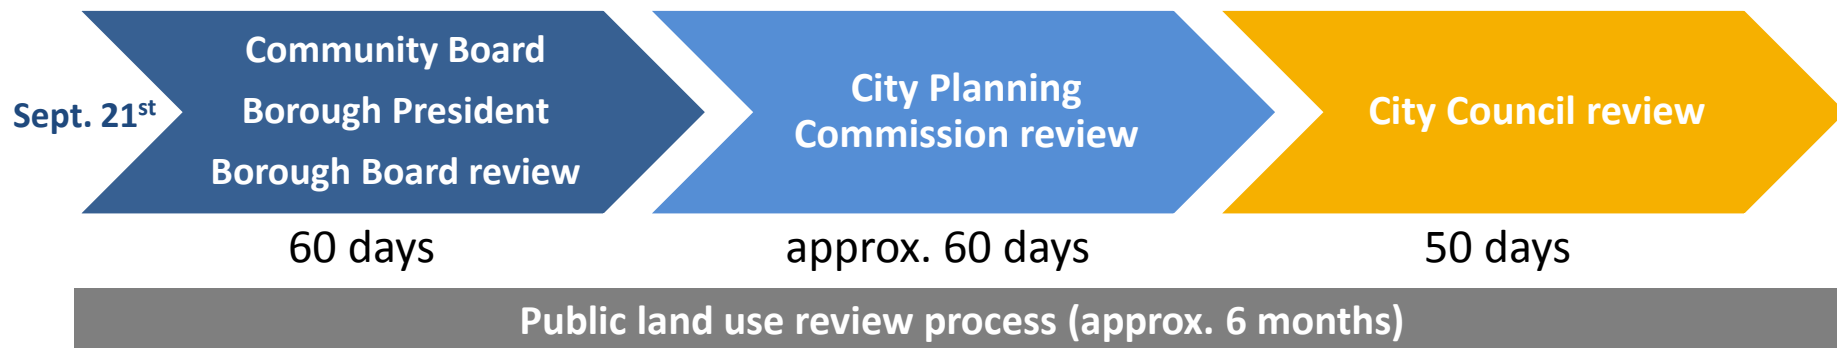 Sept. 21st
Community Board
Borough President
Borough Board review
City Planning
Commission review
City Council review
60 days
approx. 60 days
50 days
Public land use review process (approx. 6 months)